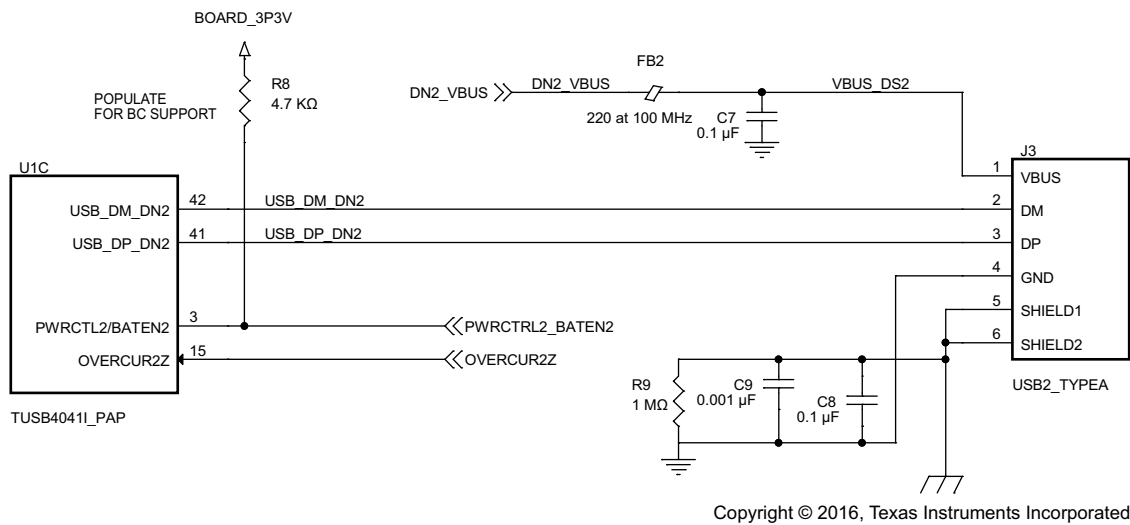 BOARD_3P3V
FB2
R8
4.7 KΩ
POPULATE
FOR BC SUPPORT
DN2_VBUS
DN2_VBUS
VBUS_DS2
220 at 100 MHz
C7
0.1 µF
U1C
J3
1
VBUS
USB_DM_DN2
42
USB_DM_DN2
2
DM
USB_DP_DN2
41
USB_DP_DN2
3
DP
4
GND
PWRCTL2/BATEN2
3
PWRCTRL2_BATEN2
5
SHIELD1
OVERCUR2Z
15
OVERCUR2Z
6
SHIELD2
R9
1 MΩ
C9
0.001 µF
C8
0.1 µF
USB2_TYPEA
TUSB4041I_PAP
Copyright © 2016, Texas Instruments Incorporated